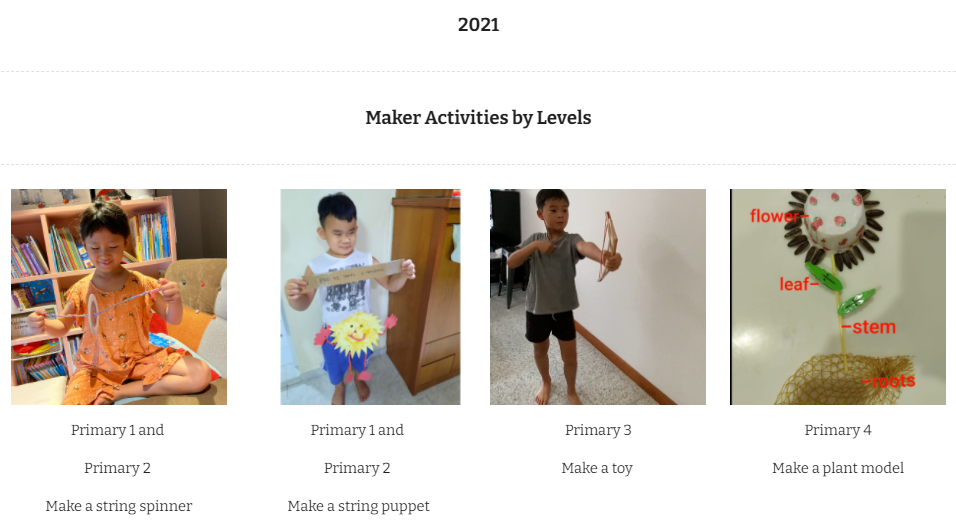 2021
Maker Activities by Levels
flower
leaf
stem
roots
Primary 1 and
Primary 2
Make a string spinner
Primary 1 and
Primary 2
Make a string puppet
Primary 3
Make a toy
Primary 4
Make a plant model